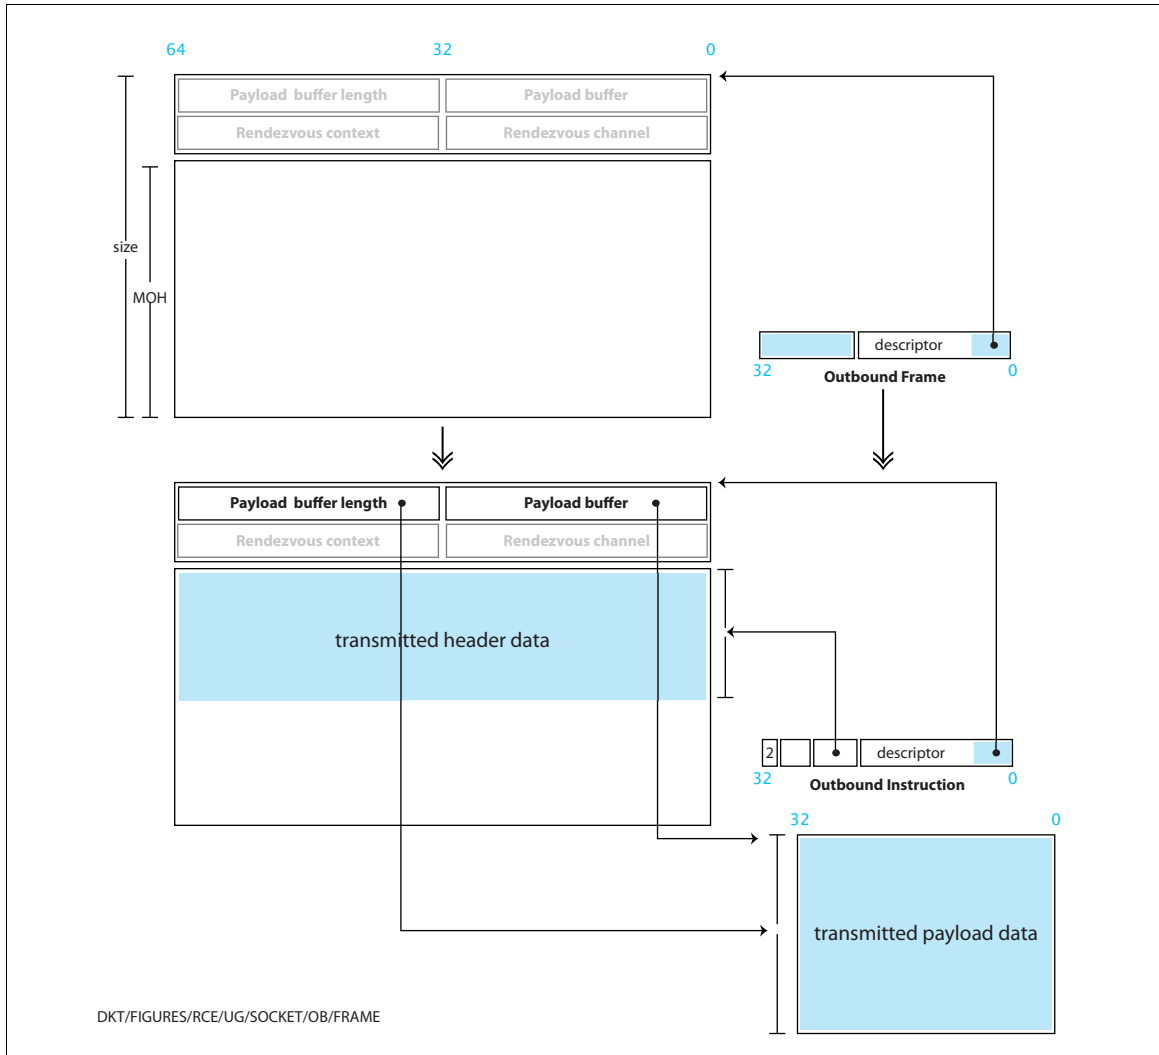 64 32 0
Payload buffer length Payload buffer
Rendezvous context Rendezvous channel
size
MOH
descriptor
32 0
Outbound Frame
Payload buffer length Payload buffer
Rendezvous context Rendezvous channel
transmitted header data
2 descriptor
32 0
Outbound Instruction
32 0
transmitted payload data
DKT/FIGURES/RCE/UG/SOCKET/OB/FRAME